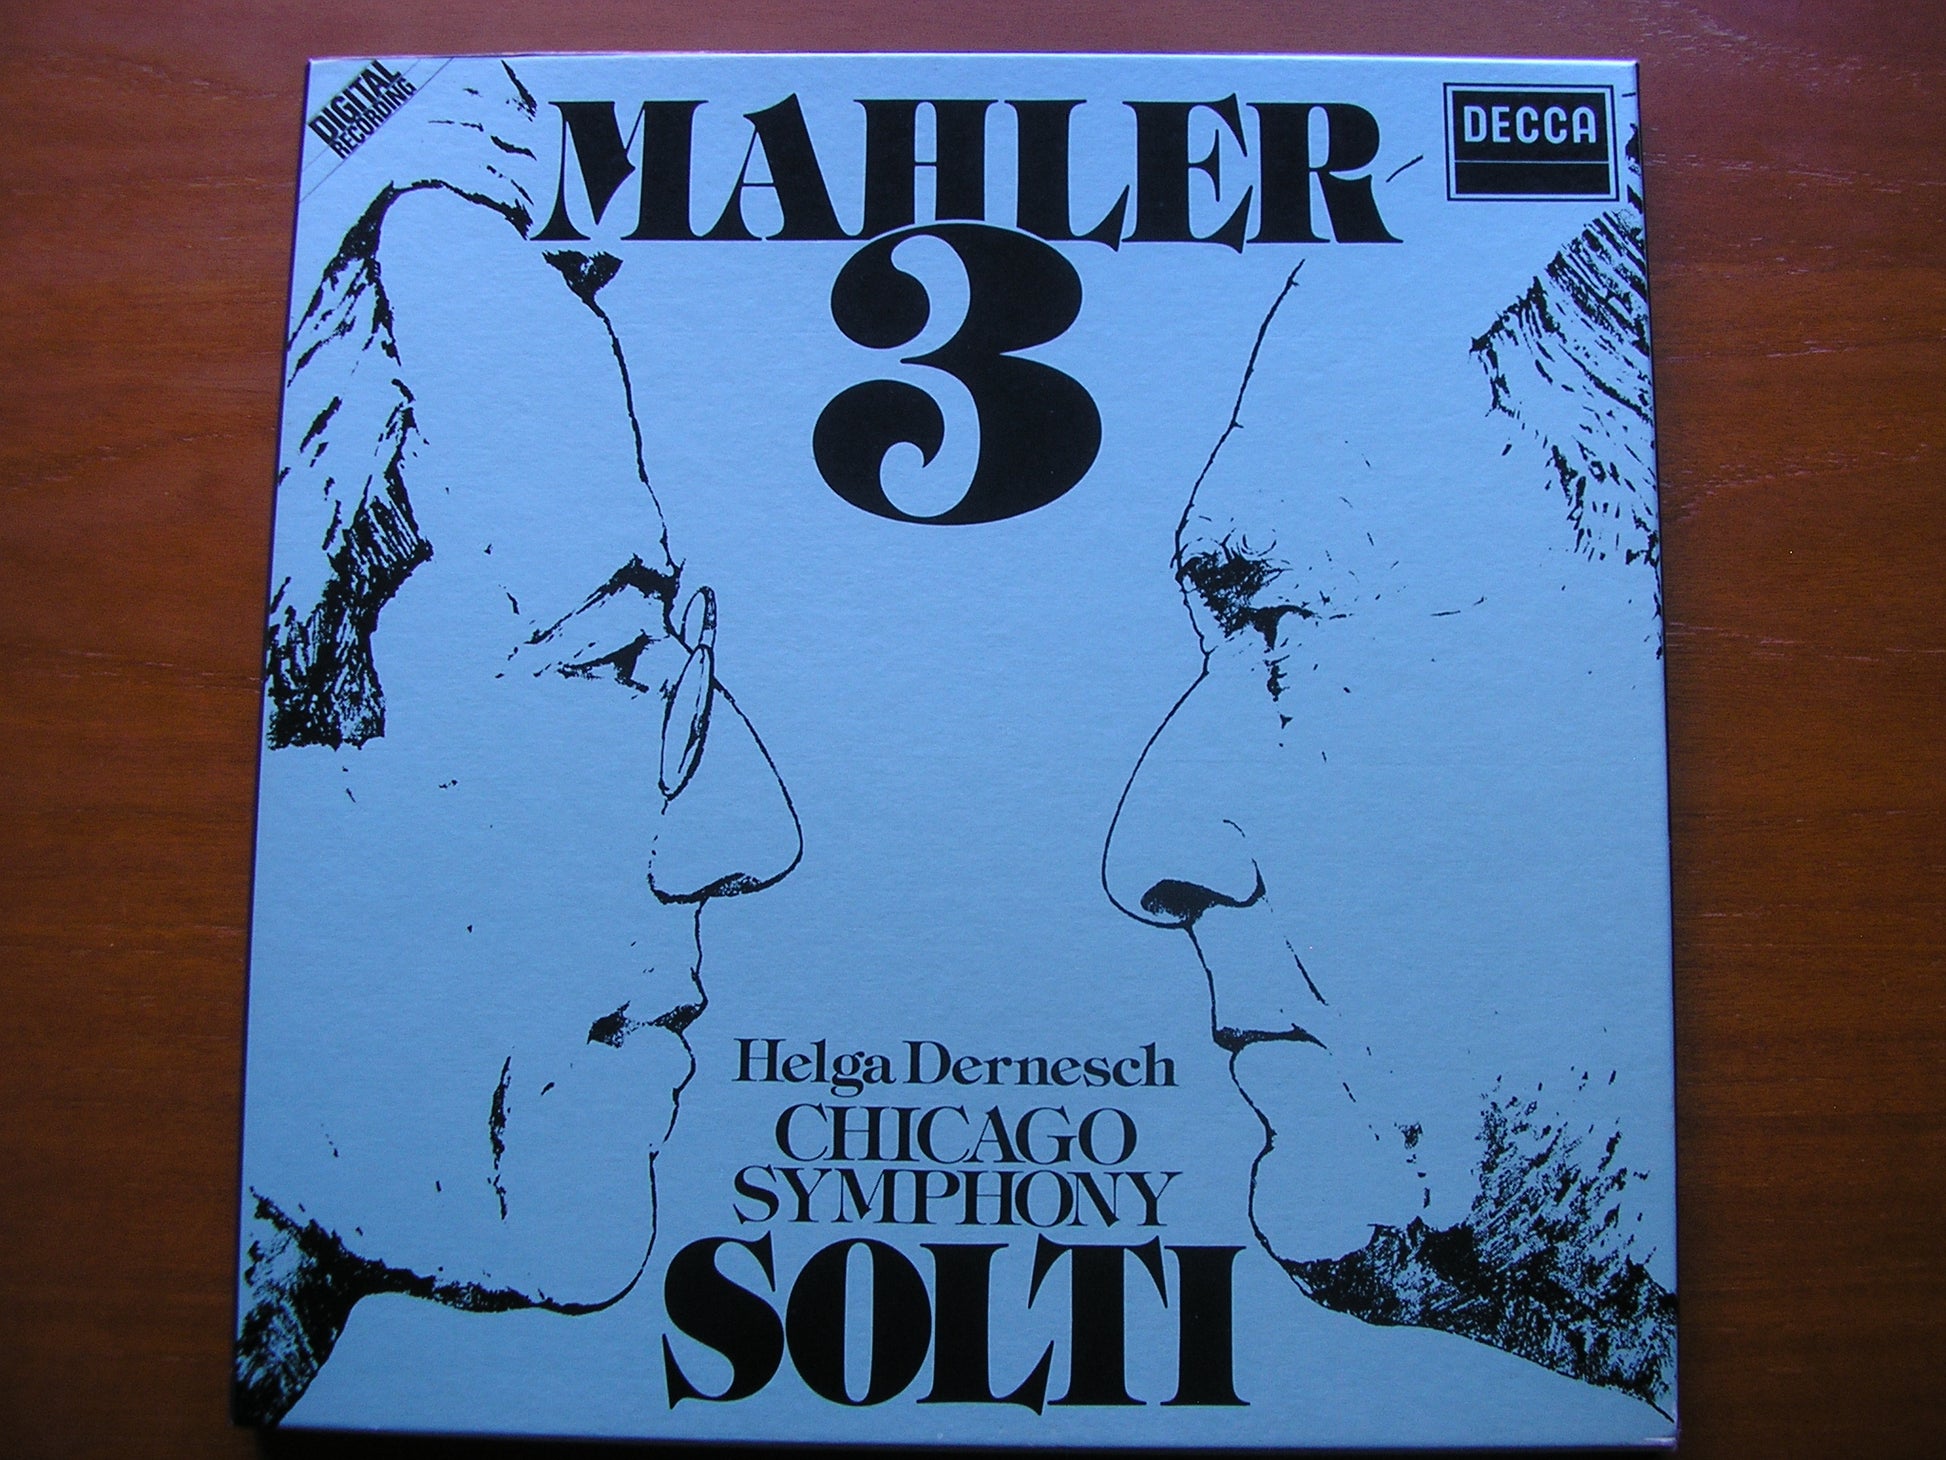 DIGITAL
RECORDING
MAHLER
DECCA
3
Helga Dernesch
CHICAGO
SYMPHONY
SOLTI